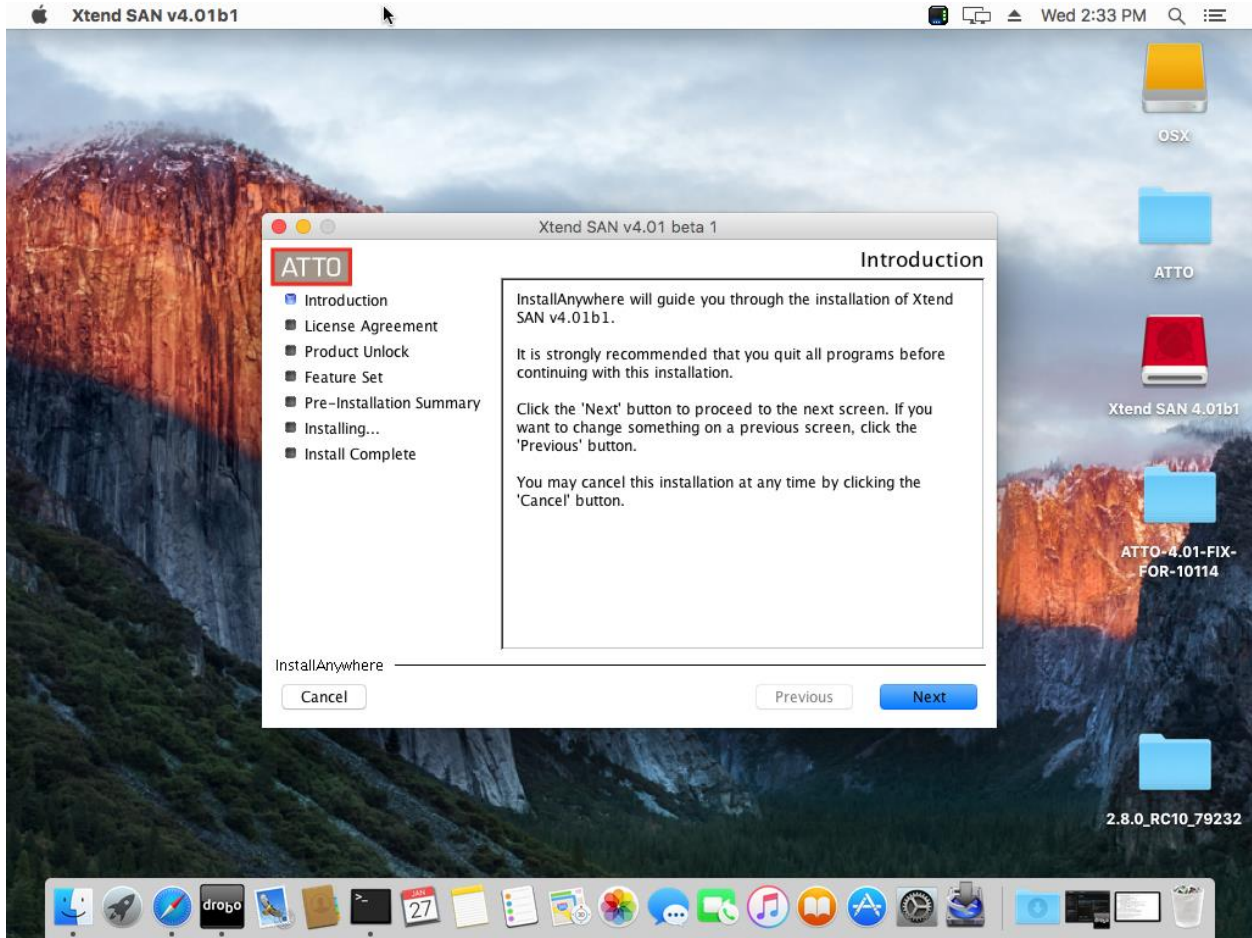 Xtend SAN v4.01b1
Wed 2:33 PM
OSX
ATTO
Xtend SAN 4.01b1
ATTO-4.01-FIX-
FOR-10114
2.8.0_RC10_79232
Xtend SAN v4.01 beta 1
ATTO
Introduction
Introduction
License Agreement
Product Unlock
Feature Set
Pre-Installation Summary
Installing...
Install Complete
InstallAnywhere will guide you through the installation of Xtend
SAN v4.01b1.
It is strongly recommended that you quit all programs before
continuing with this installation.
Click the 'Next' button to proceed to the next screen. If you
want to change something on a previous screen, click the
'Previous' button.
You may cancel this installation at any time by clicking the
'Cancel' button.
InstallAnywhere
Cancel
Previous
Next
drobo
JAN
27